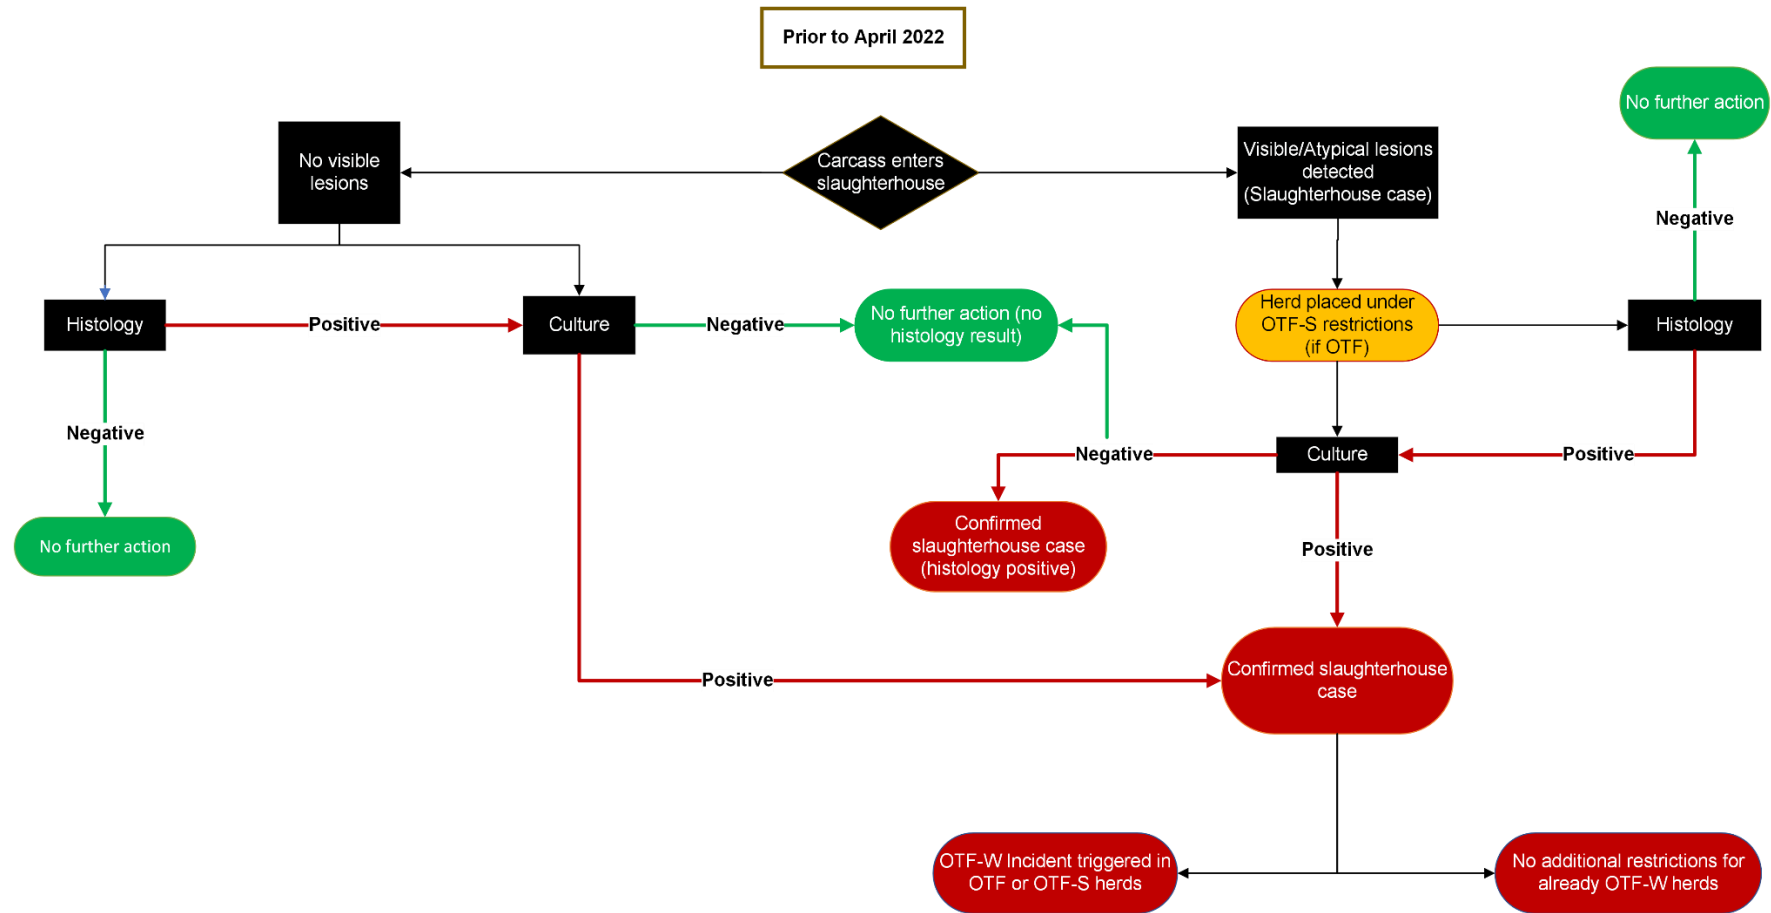 Prior to April 2022
No further action
No visible
lesions
Carcass enters
slaughterhouse
Visible/Atypical lesions
detected
(Slaughterhouse case)
Negative
Histology
Positive
Culture
Negative
No further action (no
histology result)
Herd placed under
OTF-S restrictions
(if OTF)
Histology
Negative
Negative
Culture
Positive
No further action
Confirmed
slaughterhouse case
(histology positive)
Positive
Positive
Confirmed slaughterhouse
case
OTF-W Incident triggered in
OTF or OTF-S herds
No additional restrictions for
already OTF-W herds